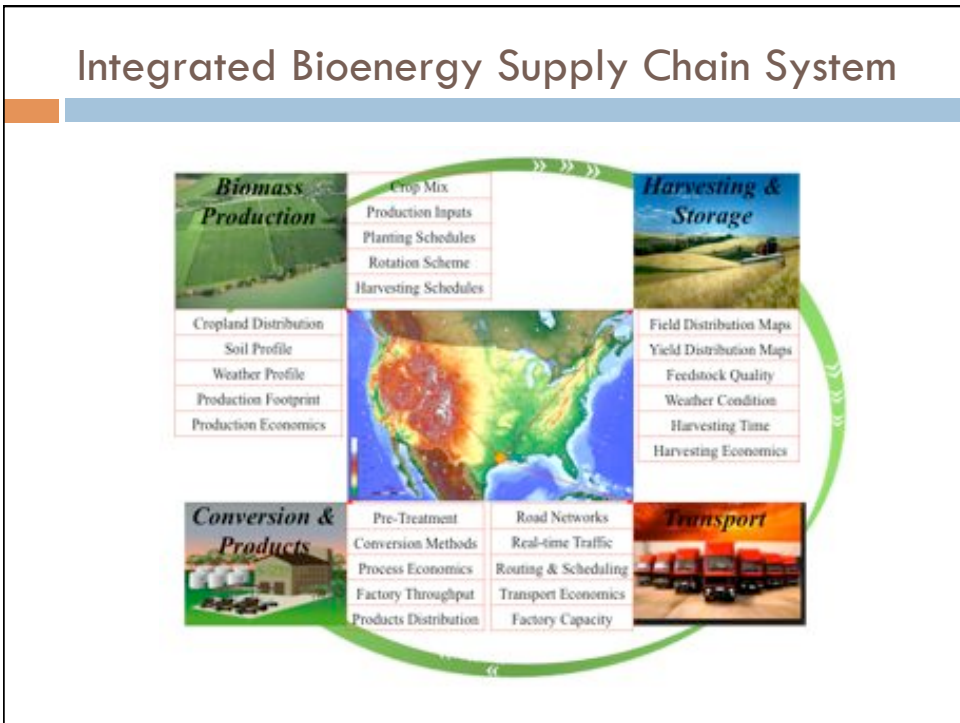 Integrated Bioenergy Supply Chain System
Biomass
Production
Crop Mix
Production Inputs
Planting Schedules
Rotation Scheme
Harvesting Schedules
Harvesting &
Storage
Cropland Distribution
Soil Profile
Weather Profile
Production Footprint
Production Economics
Field Distribution Maps
Yield Distribution Maps
Feedstock Quality
Weather Condition
Harvesting Time
Harvesting Economics
Conversion &
Products
Pre-Treatment
Conversion Methods
Process Economics
Factory Throughput
Products Distribution
Road Networks
Real-time Traffic
Routing & Scheduling
Transport Economics
Factory Capacity
Transport